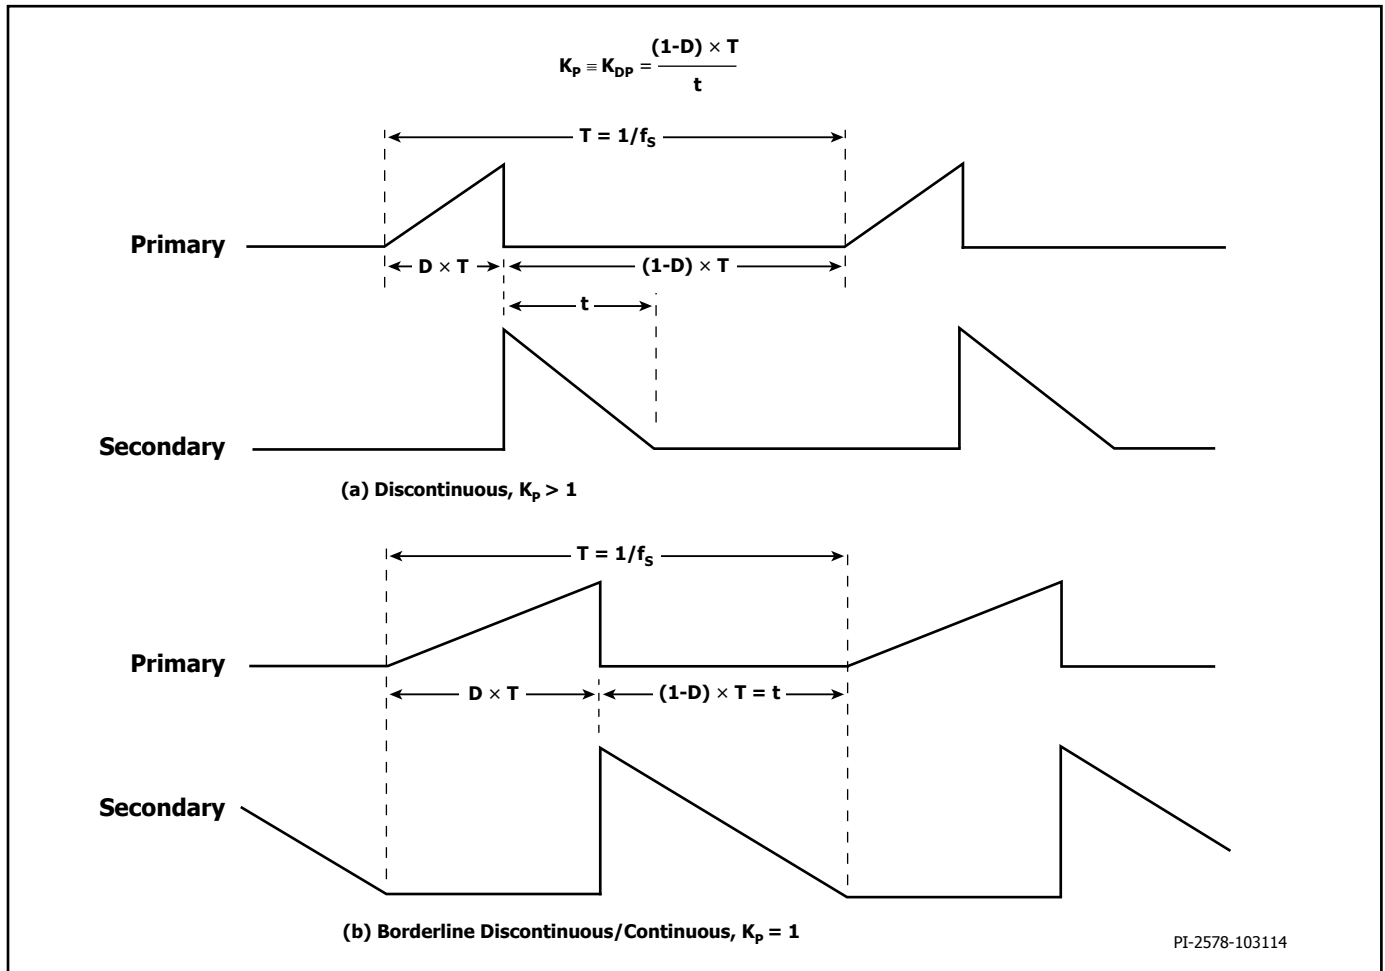 K_P ≡ K_DP = (1-D) × T / t
T = 1/f_S
Primary
D × T
(1-D) × T
t
Secondary
(a) Discontinuous, K_P > 1
T = 1/f_S
Primary
D × T
(1-D) × T = t
Secondary
(b) Borderline Discontinuous/Continuous, K_P = 1
PI-2578-103114